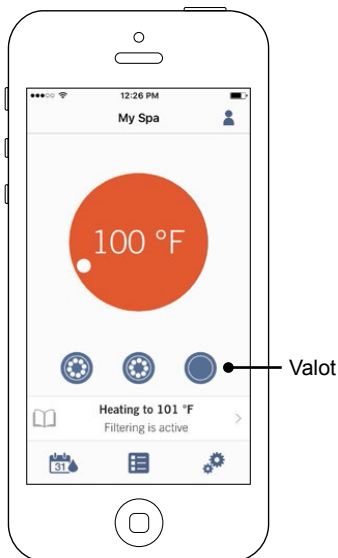 12:26 PM
My Spa
100 °F
Valot
Heating to 101 °F
Filtering is active
31